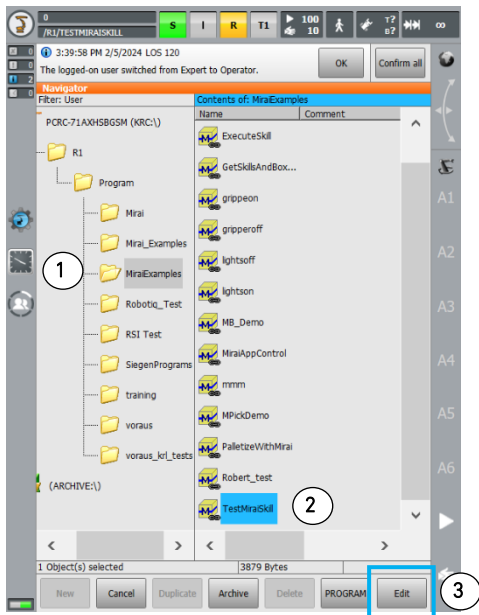 0
/R1/TESTMIRAISKILL
S
I
R
T1
100
10
T?
B?
∞
0
0
2
0
3:39:58 PM 2/5/2024 LOS 120
The logged-on user switched from Expert to Operator.
OK
Confirm all
Navigator
Filter: User
Contents of: MiraiExamples
Name
Comment
PCRC-71AXHSBGSM (KRC:\)
R1
Program
Mirai
Mirai_Examples
MiraiExamples
Robotiq_Test
RSI Test
SiegenPrograms
training
voraus
voraus_krl_tests
(ARCHIVE:\)
ExecuteSkill
GetSkillsAndBox...
grippeon
gripperoff
lightsoff
lightson
MB_Demo
MiraiAppControl
mmm
MPickDemo
PalletizeWithMirai
Robert_test
TestMiraiSkill
1
2
3
A1
A2
A3
A4
A5
A6
1 Object(s) selected
3879 Bytes
New
Cancel
Duplicate
Archive
Delete
PROGRAM
Edit